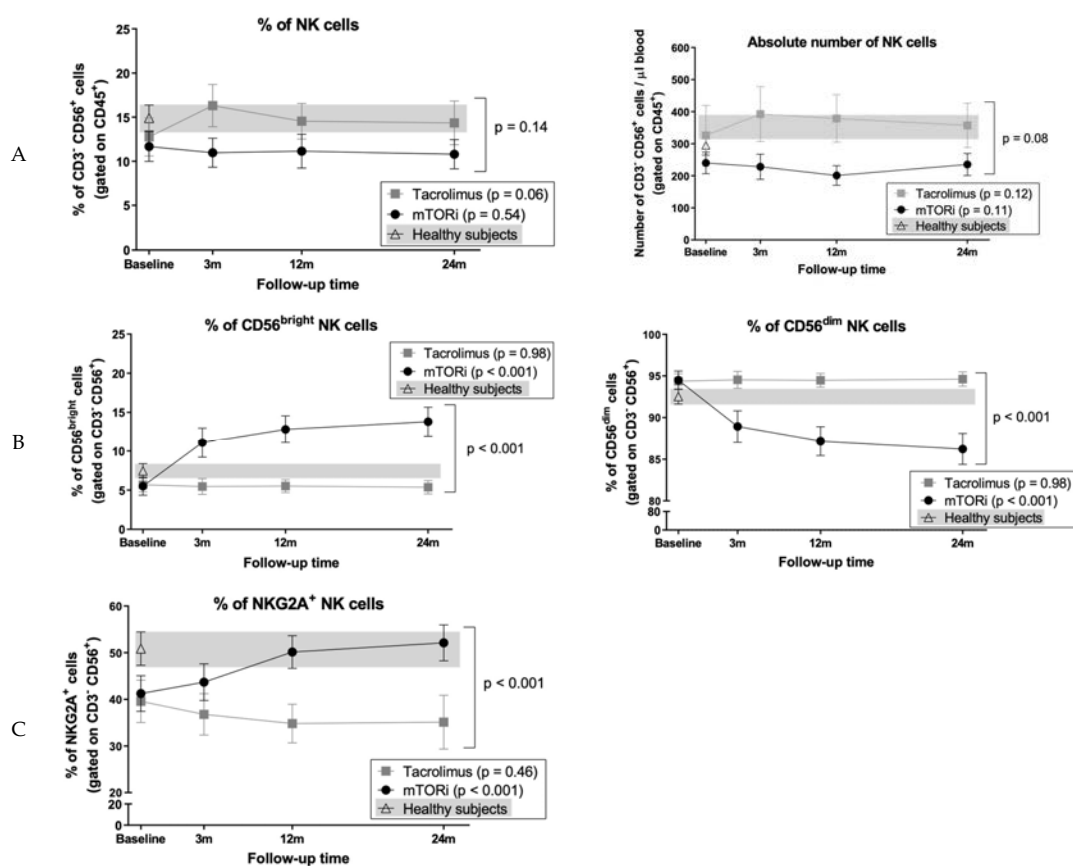 A
% of NK cells
% of CD3⁻ CD56⁺ cells
(gated on CD45⁺)
25
20
15
10
5
0
p = 0.14
Tacrolimus (p = 0.06)
mTORi (p = 0.54)
Healthy subjects
Baseline 3m 12m 24m
Follow-up time
Absolute number of NK cells
Number of CD3⁻ CD56⁺ cells / µl blood
(gated on CD45⁺)
600
500
400
300
200
100
0
p = 0.08
Tacrolimus (p = 0.12)
mTORi (p = 0.11)
Healthy subjects
Baseline 3m 12m 24m
Follow-up time
B
% of CD56ᵇʳⁱᵍʰᵗ NK cells
% of CD56ᵇʳⁱᵍʰᵗ cells
(gated on CD3⁻ CD56⁺)
25
20
15
10
5
0
Tacrolimus (p = 0.98)
mTORi (p < 0.001)
Healthy subjects
p < 0.001
Baseline 3m 12m 24m
Follow-up time
% of CD56ᵈⁱᵐ NK cells
% of CD56ᵈⁱᵐ cells
(gated on CD3⁻ CD56⁺)
100
95
90
85
80
80
0
p < 0.001
Tacrolimus (p = 0.98)
mTORi (p < 0.001)
Healthy subjects
Baseline 3m 12m 24m
Follow-up time
C
% of NKG2A⁺ NK cells
% of NKG2A⁺ cells
(gated on CD3⁻ CD56⁺)
60
50
40
30
20
20
0
p < 0.001
Tacrolimus (p = 0.46)
mTORi (p < 0.001)
Healthy subjects
Baseline 3m 12m 24m
Follow-up time